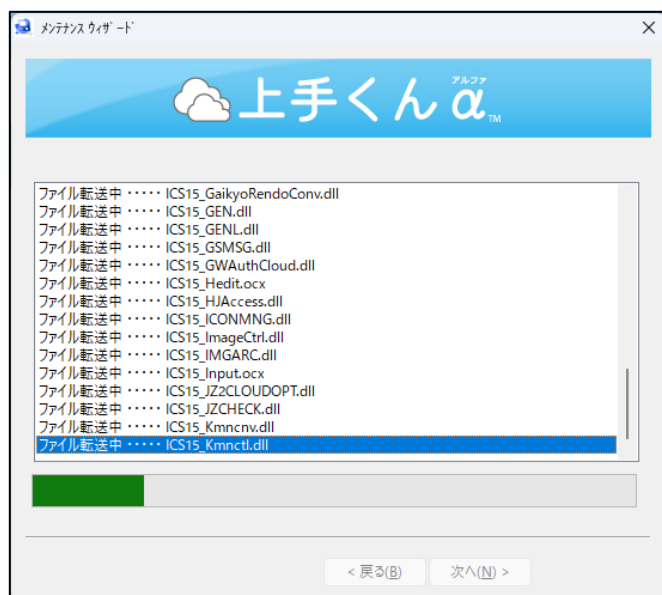 メンテナンス ウィザード
アルファ
上手くんα™
ファイル転送中 ・・・・・ ICS15_GaikyoRendoConv.dll
ファイル転送中 ・・・・・ ICS15_GEN.dll
ファイル転送中 ・・・・・ ICS15_GENL.dll
ファイル転送中 ・・・・・ ICS15_GSMSG.dll
ファイル転送中 ・・・・・ ICS15_GWAuthCloud.dll
ファイル転送中 ・・・・・ ICS15_Hedit.ocx
ファイル転送中 ・・・・・ ICS15_HJAccess.dll
ファイル転送中 ・・・・・ ICS15_ICONMNG.dll
ファイル転送中 ・・・・・ ICS15_ImageCtrl.dll
ファイル転送中 ・・・・・ ICS15_IMGARC.dll
ファイル転送中 ・・・・・ ICS15_Input.ocx
ファイル転送中 ・・・・・ ICS15_JZ2CLOUDOPT.dll
ファイル転送中 ・・・・・ ICS15_JZCHECK.dll
ファイル転送中 ・・・・・ ICS15_Kmncnv.dll
ファイル転送中 ・・・・・ ICS15_Kmnctl.dll
< 戻る(B) 次へ(N) >